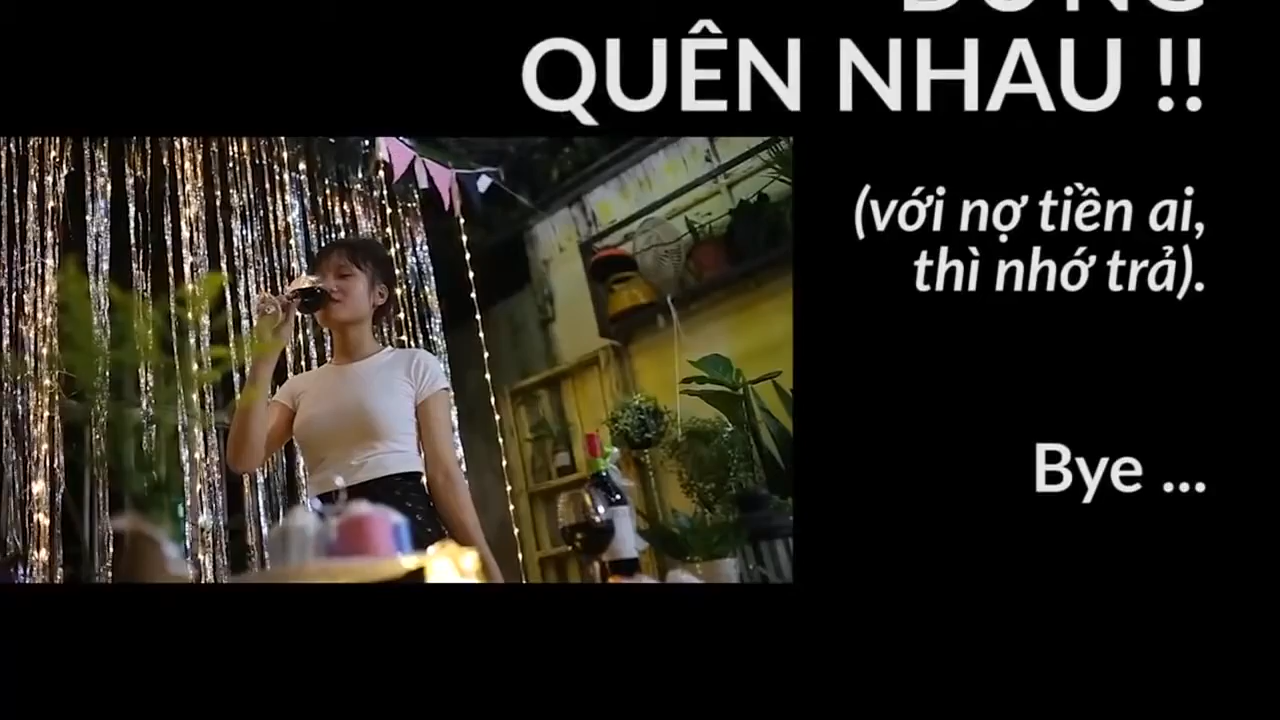 QUÊN NHAU !!
(với nợ tiền ai,
thì nhớ trả).
Bye ...